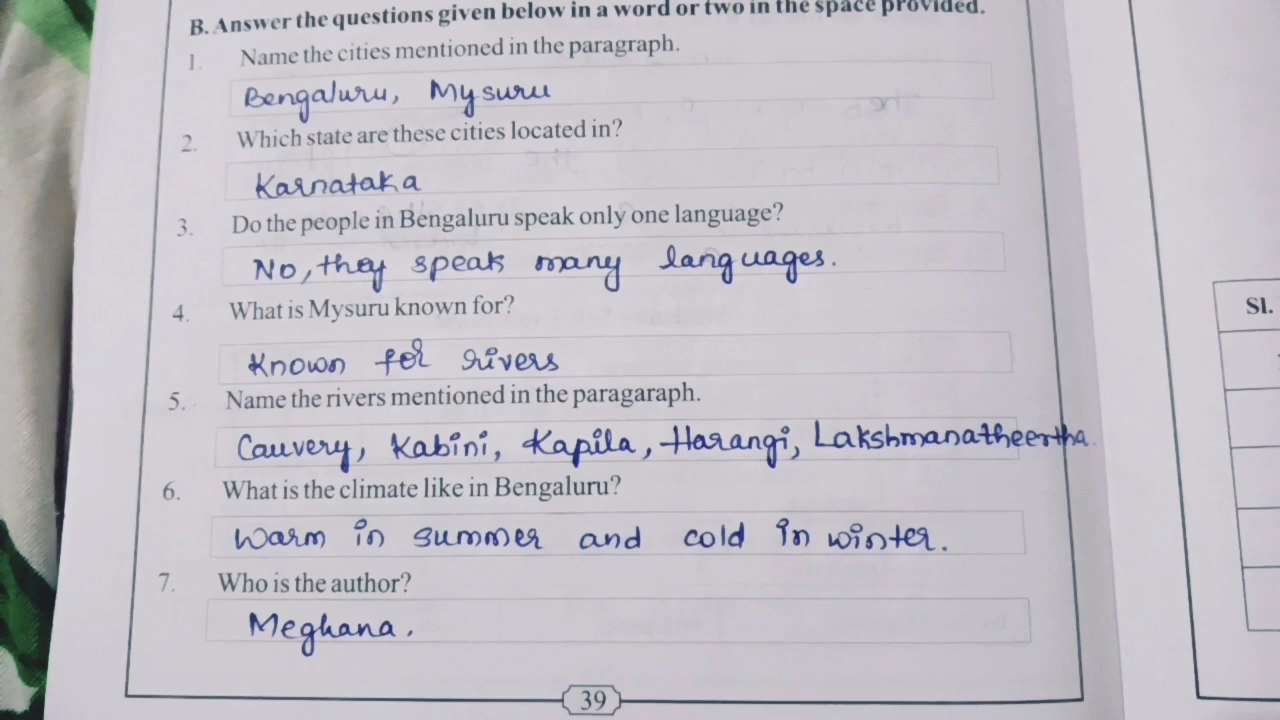 B. Answer the questions given below in a word or two in the space provided.
1. Name the cities mentioned in the paragraph.
Bengaluru, Mysuru
2. Which state are these cities located in?
Karnataka
3. Do the people in Bengaluru speak only one language?
No, they speak many languages.
4. What is Mysuru known for?
Known for rivers
5. Name the rivers mentioned in the paragaraph.
Cauvery, Kabini, Kapila, Harangi, Lakshmanatheertha.
6. What is the climate like in Bengaluru?
Warm in summer and cold in winter.
7. Who is the author?
Meghana.
39
Sl.